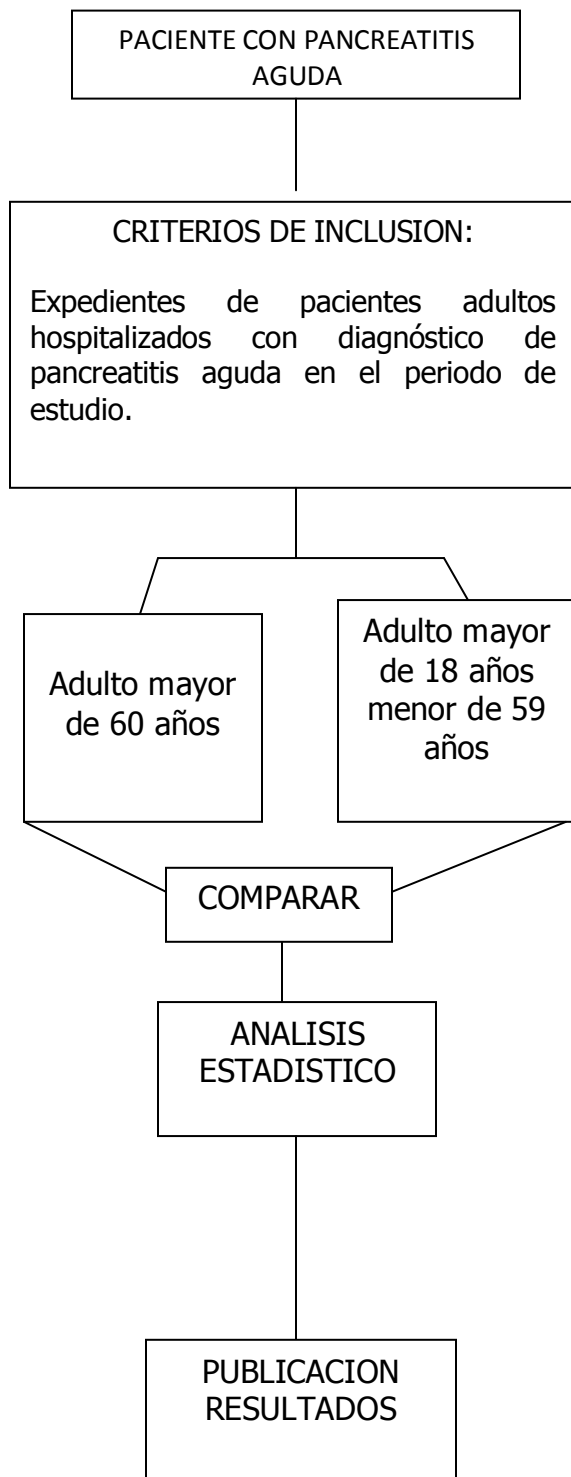 PACIENTE CON PANCREATITIS
AGUDA
CRITERIOS DE INCLUSION:
Expedientes de pacientes adultos
hospitalizados con diagnóstico de
pancreatitis aguda en el periodo de
estudio.
Adulto mayor
de 60 años
Adulto mayor
de 18 años
menor de 59
años
COMPARAR
ANALISIS
ESTADISTICO
PUBLICACION
RESULTADOS